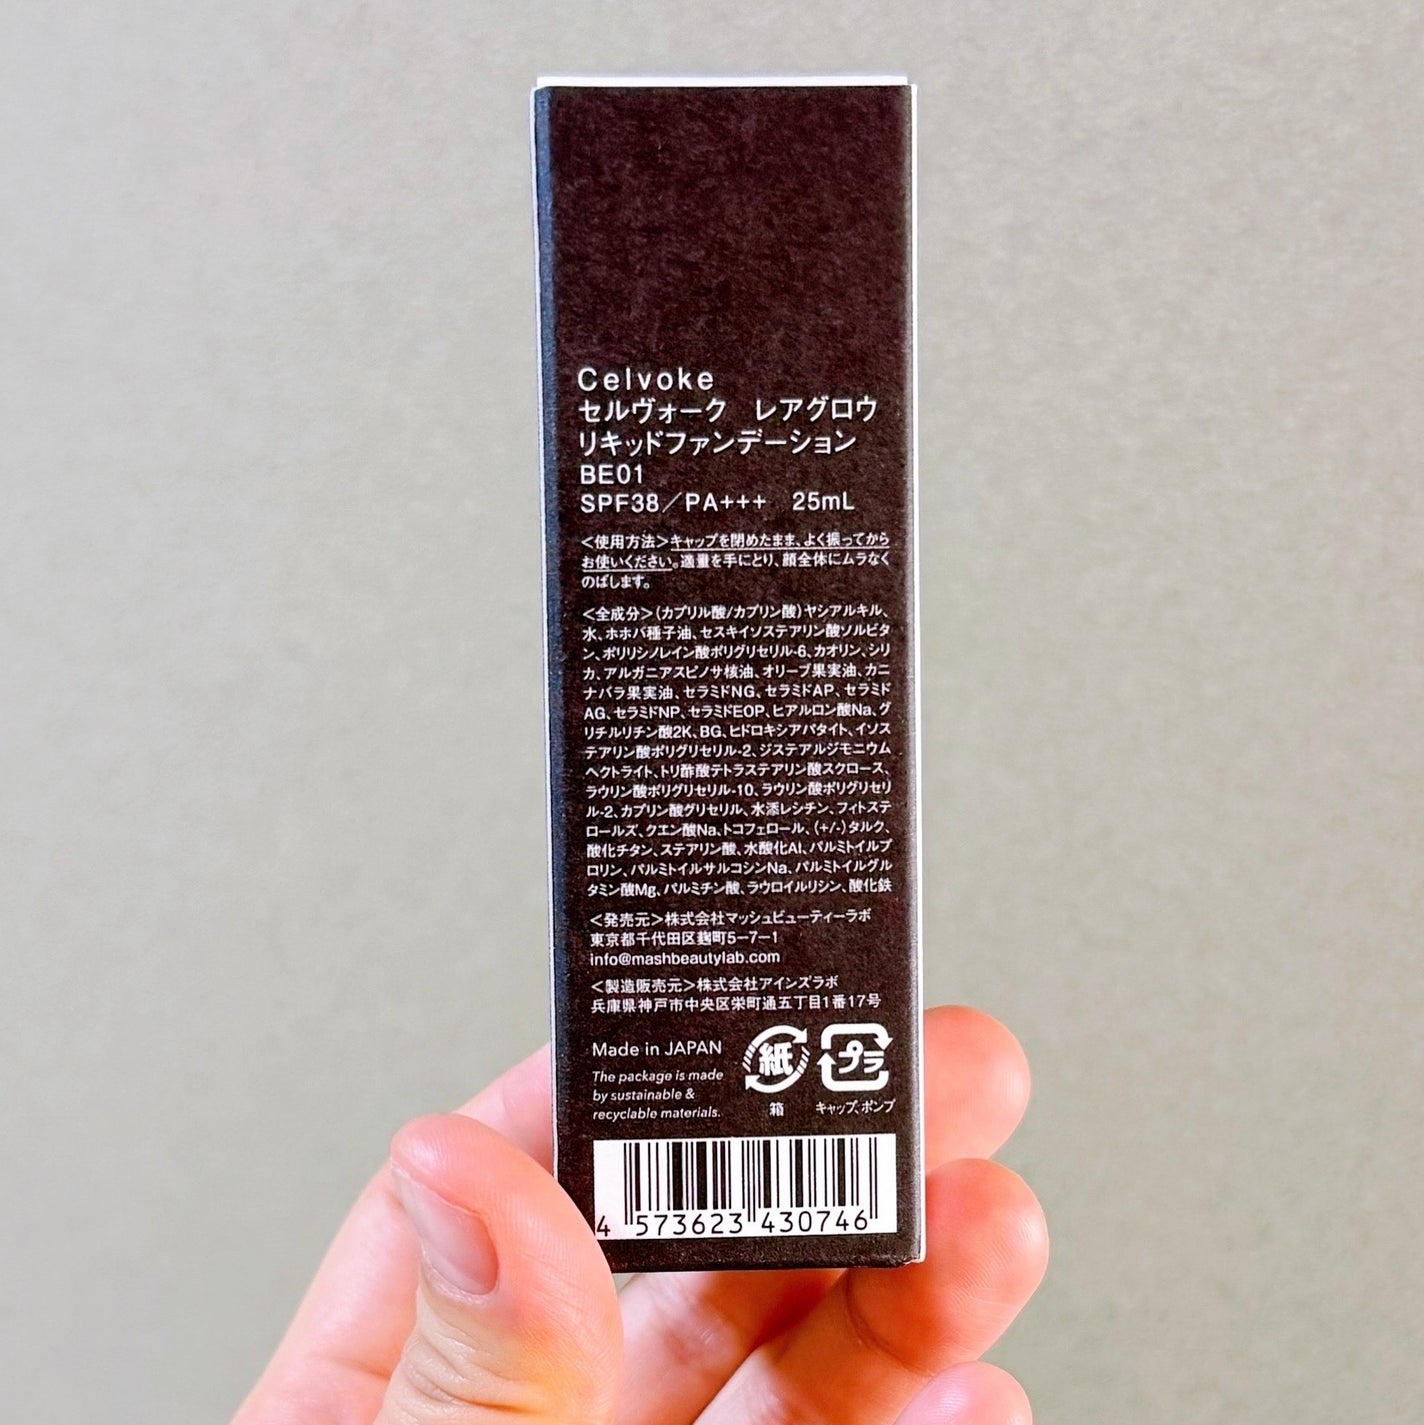 Celvoke
セルヴォーク　レアグロウ
リキッドファンデーション
BE01
SPF38／PA+++　25mL
＜使用方法＞キャップを閉めたまま、よく振ってから
お使いください。適量を手にとり、顔全体にムラなく
のばします。
＜全成分＞（カプリル酸/カプリン酸）ヤシアルキル、
水、ホホバ種子油、セスキイソステアリン酸ソルビタ
ン、ポリリシノレイン酸ポリグリセリル-6、カオリン、シリ
カ、アルガニアスピノサ核油、オリーブ果実油、カニ
ナバラ果実油、セラミドNG、セラミドAP、セラミド
AG、セラミドNP、セラミドEOP、ヒアルロン酸Na、グ
リチルリチン酸2K、BG、ヒドロキシアパタイト、イソス
テアリン酸ポリグリセリル-2、ジステアルジモニウム
ヘクトライト、トリ酢酸テトラステアリン酸スクロース、
ラウリン酸ポリグリセリル-10、ラウリン酸ポリグリセリ
ル-2、カプリン酸グリセリル、水添レシチン、フィトステ
ロールズ、クエン酸Na、トコフェロール、（+/-）タルク、
酸化チタン、ステアリン酸、水酸化Al、パルミトイルプ
ロリン、パルミトイルサルコシンNa、パルミトイルグル
タミン酸Mg、パルミチン酸、ラウロイルリシン、酸化鉄
＜発売元＞株式会社マッシュビューティーラボ
東京都千代田区麹町5-7-1
info@mashbeautylab.com
＜製造販売元＞株式会社アインズラボ
兵庫県神戸市中央区栄町通五丁目1番17号
Made in JAPAN
The package is made
by sustainable &
recyclable materials.
紙
箱
プラ
キャップ、ポンプ
4 573623 430746